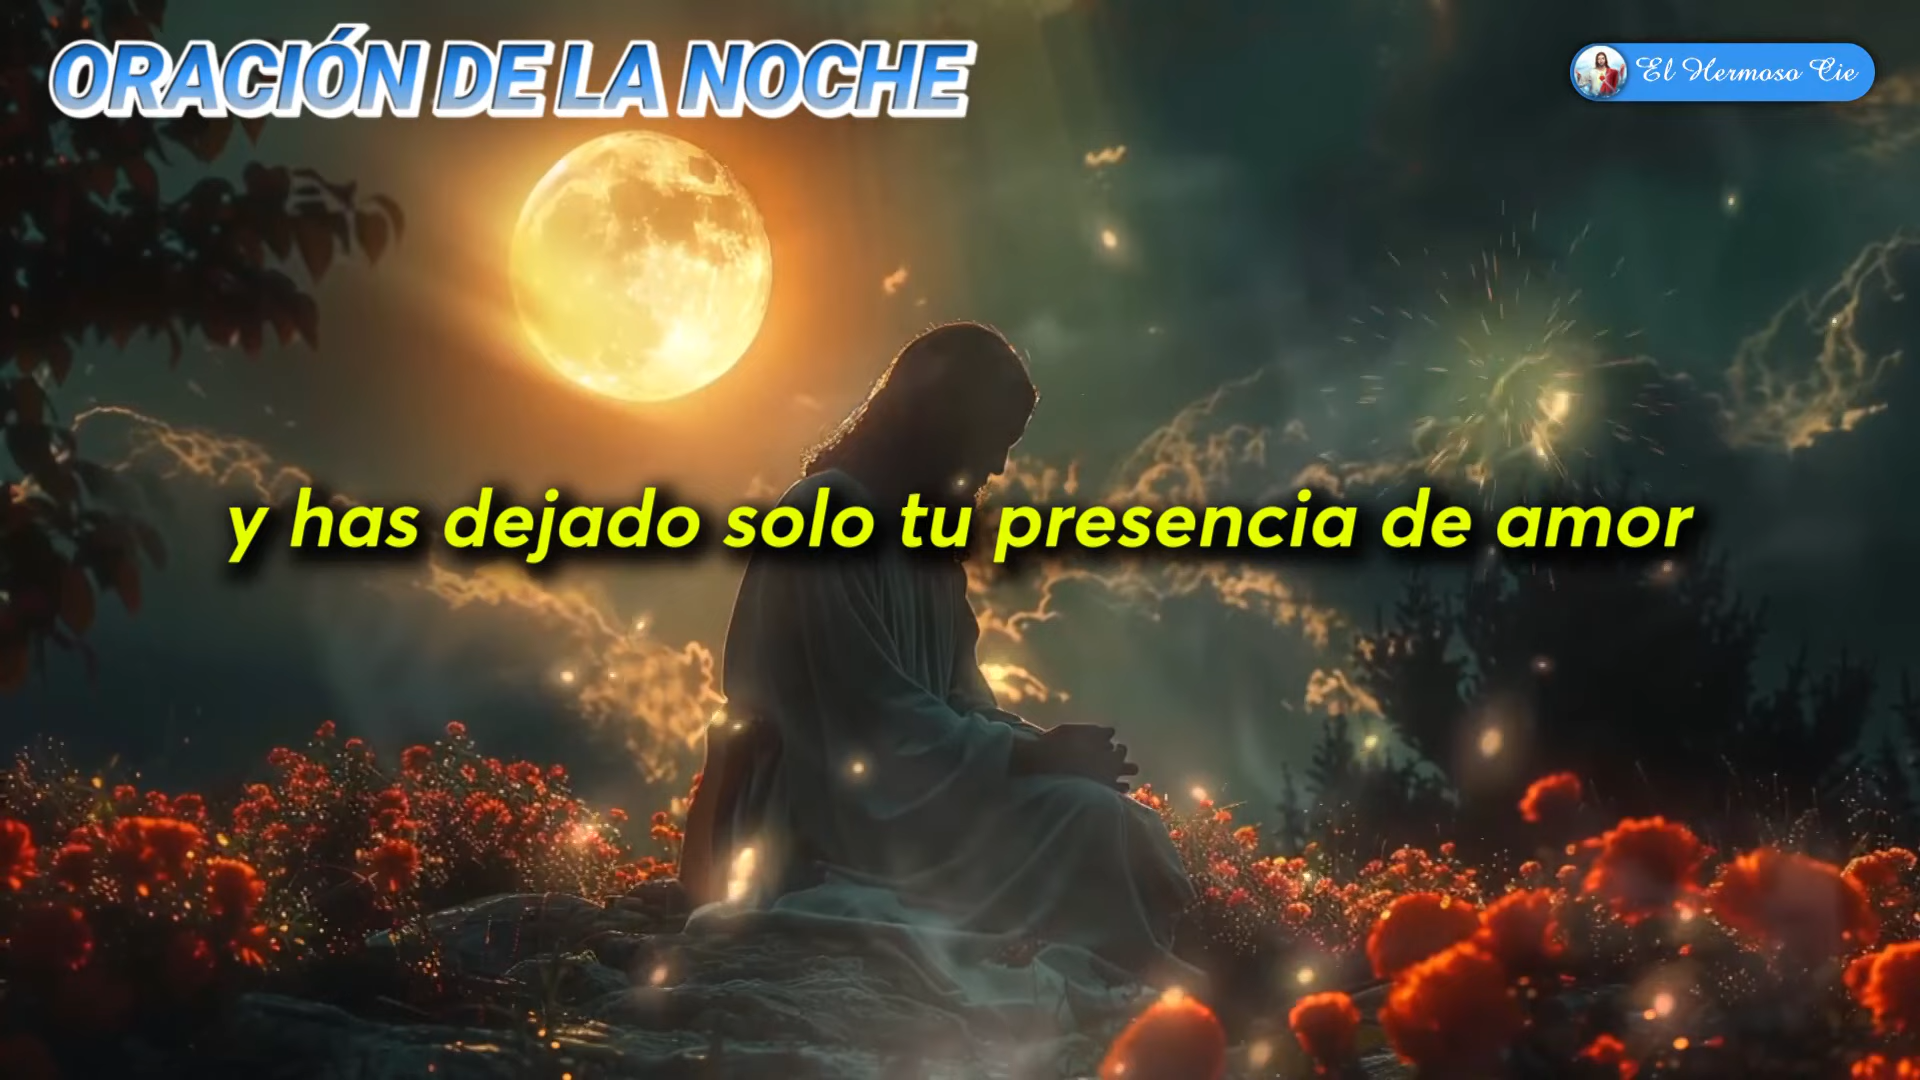 ORACIÓN DE LA NOCHE
El Hermoso Cie
y has dejado solo tu presencia de amor